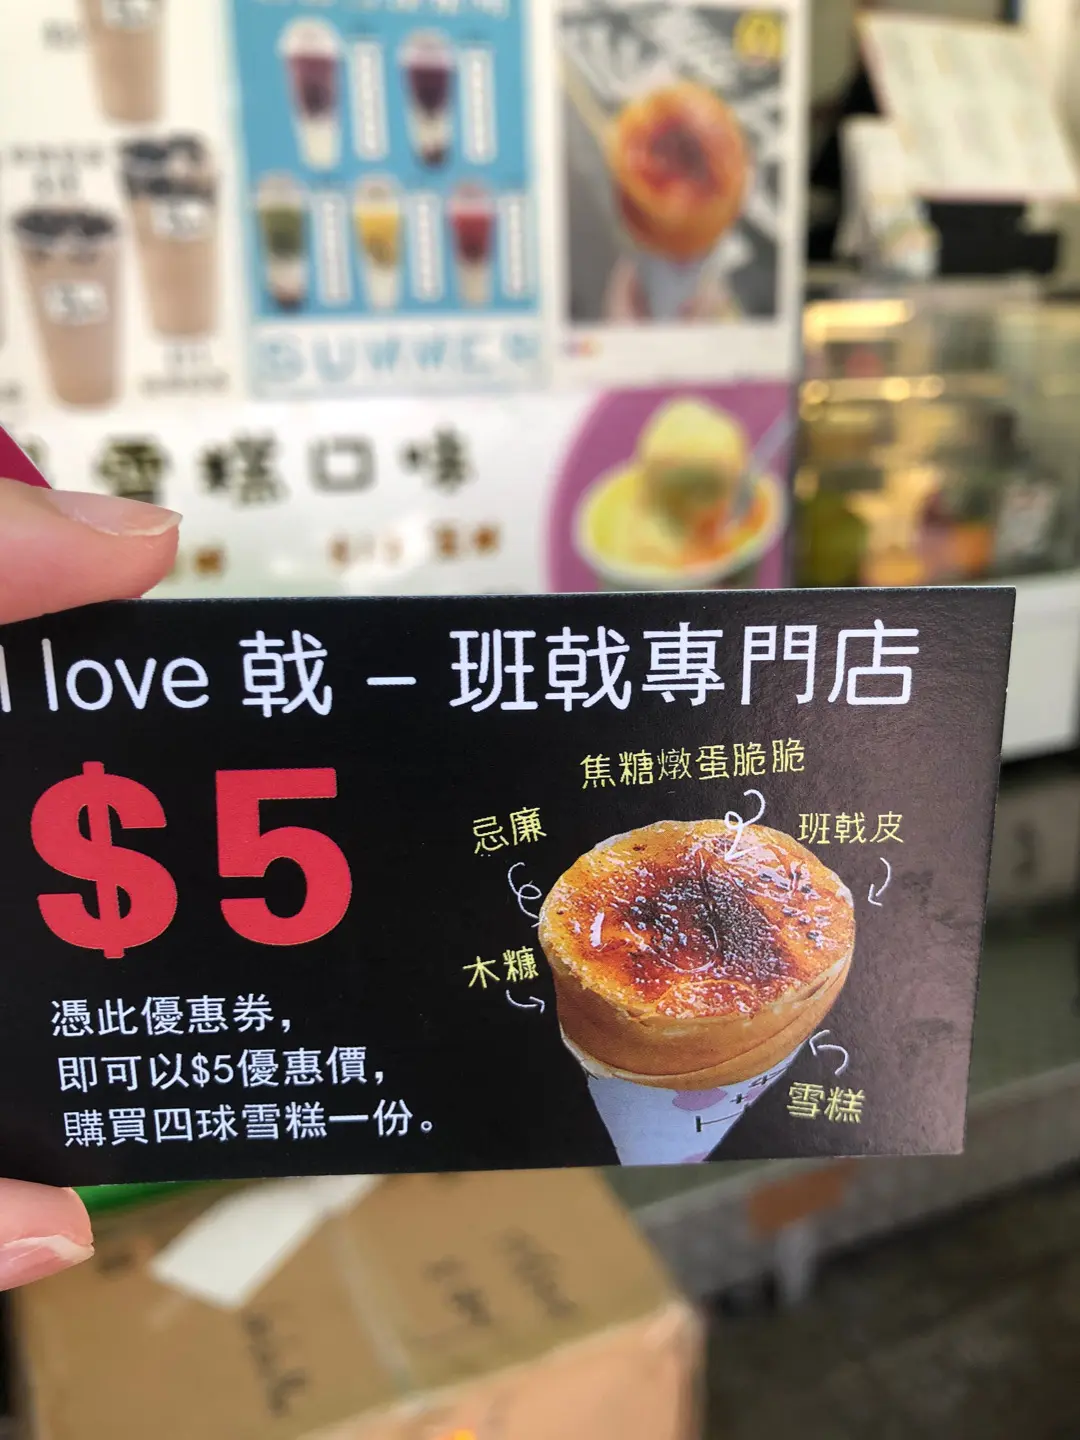 SUMMER
雪糕口味
I love 戟 – 班戟專門店
$5
焦糖燉蛋脆脆
忌廉
班戟皮
木糠
雪糕
憑此優惠券，
即可以$5優惠價，
購買四球雪糕一份。